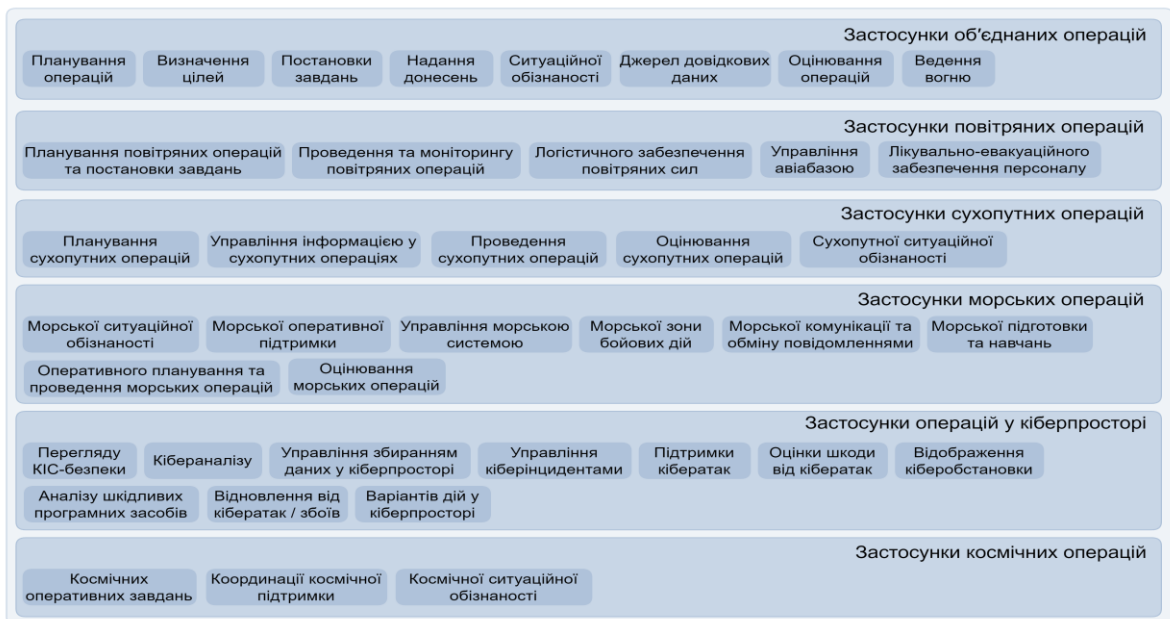 Застосунки об'єднаних операцій
Планування
операцій
Визначення
цілей
Постановки
завдань
Надання
донесень
Ситуаційної
обізнаності
Джерел довідкових
даних
Оцінювання
операцій
Ведення
вогню
Застосунки повітряних операцій
Планування повітряних операцій
та постановки завдань
Проведення та моніторингу
повітряних операцій
Логістичного забезпечення
повітряних сил
Управління
авіабазою
Лікувально-евакуаційного
забезпечення персоналу
Застосунки сухопутних операцій
Планування
сухопутних операцій
Управління інформацією у
сухопутних операціях
Проведення
сухопутних операцій
Оцінювання
сухопутних операцій
Сухопутної ситуаційної
обізнаності
Застосунки морських операцій
Морської ситуаційної
обізнаності
Морської оперативної
підтримки
Управління морською
системою
Морської зони
бойових дій
Морської комунікації та
обміну повідомленнями
Морської підготовки
та навчань
Оперативного планування та
проведення морських операцій
Оцінювання
морських операцій
Застосунки операцій у кіберпросторі
Перегляду
КІС-безпеки
Кібераналізу
Управління збиранням
даних у кіберпросторі
Управління
кіберінцидентами
Підтримки
кібератак
Оцінки шкоди
від кібератак
Відображення
кіберобстановки
Аналізу шкідливих
програмних засобів
Відновлення від
кібератак / збоїв
Варіантів дій у
кіберпросторі
Застосунки космічних операцій
Космічних
оперативних завдань
Координації космічної
підтримки
Космічної ситуаційної
обізнаності